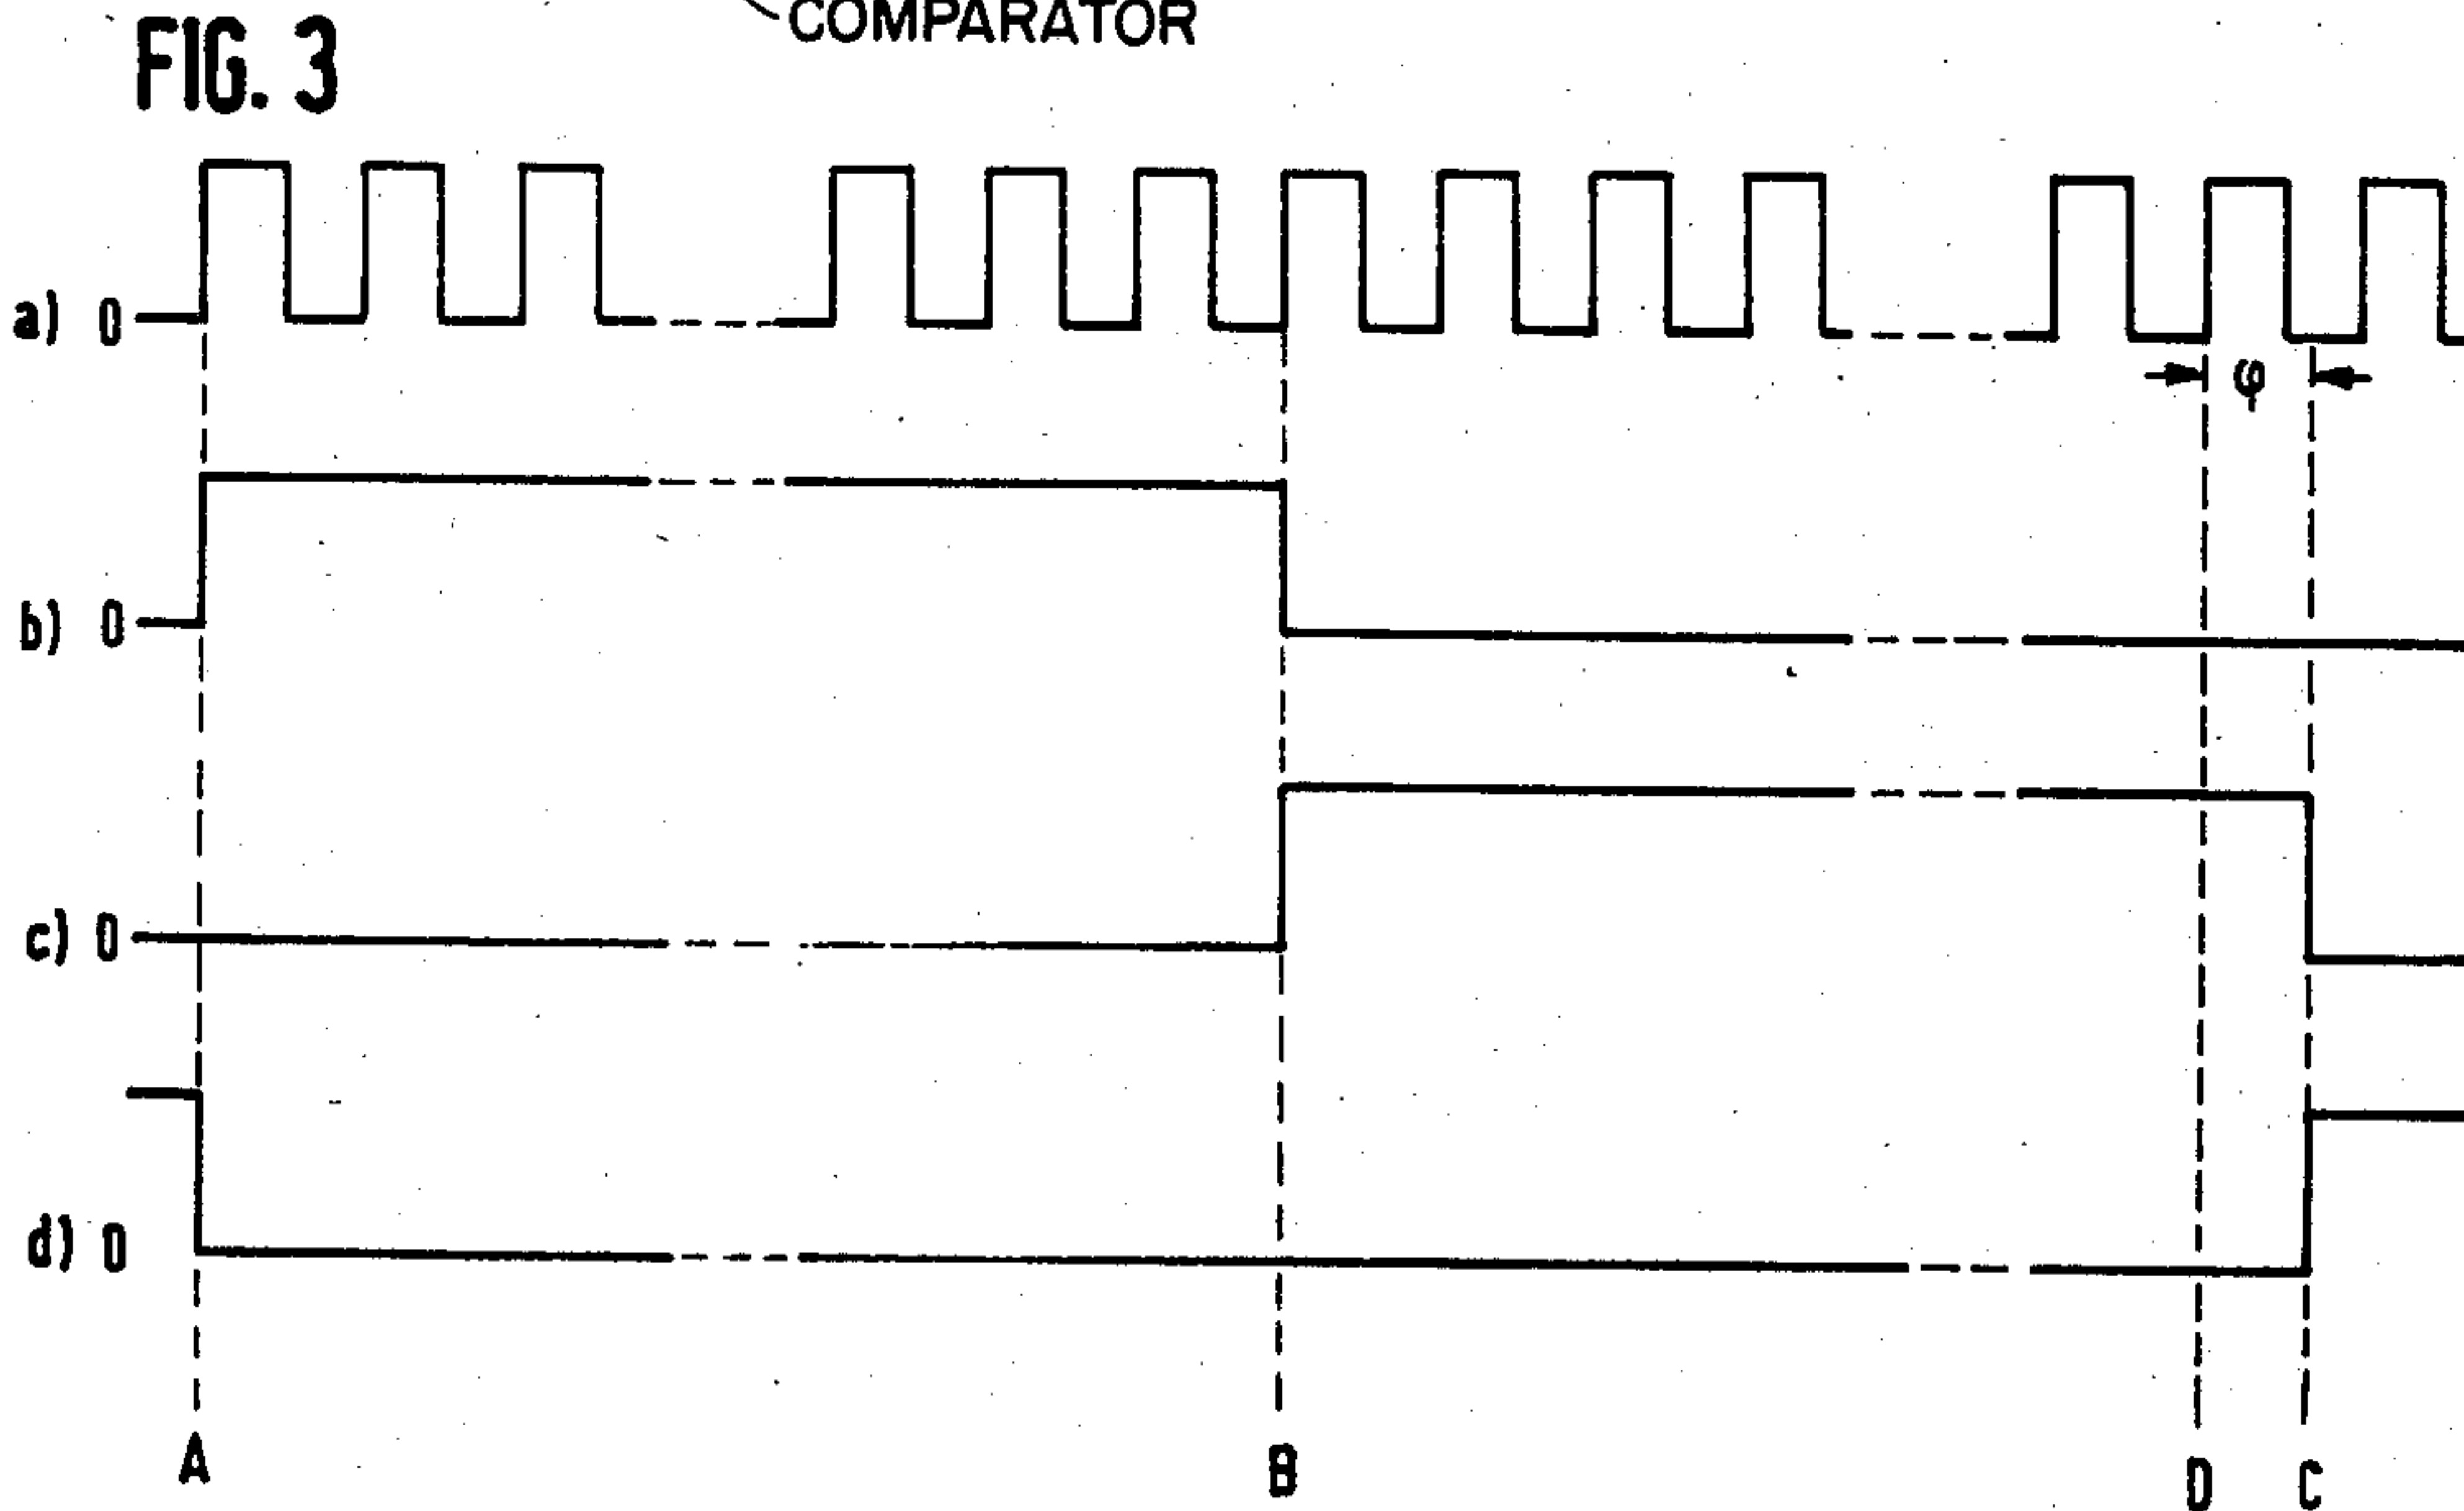 COMPARATOR
FIG. 3
a) 0
φ
b) 0
c) 0
d) 0
A
B
D
C